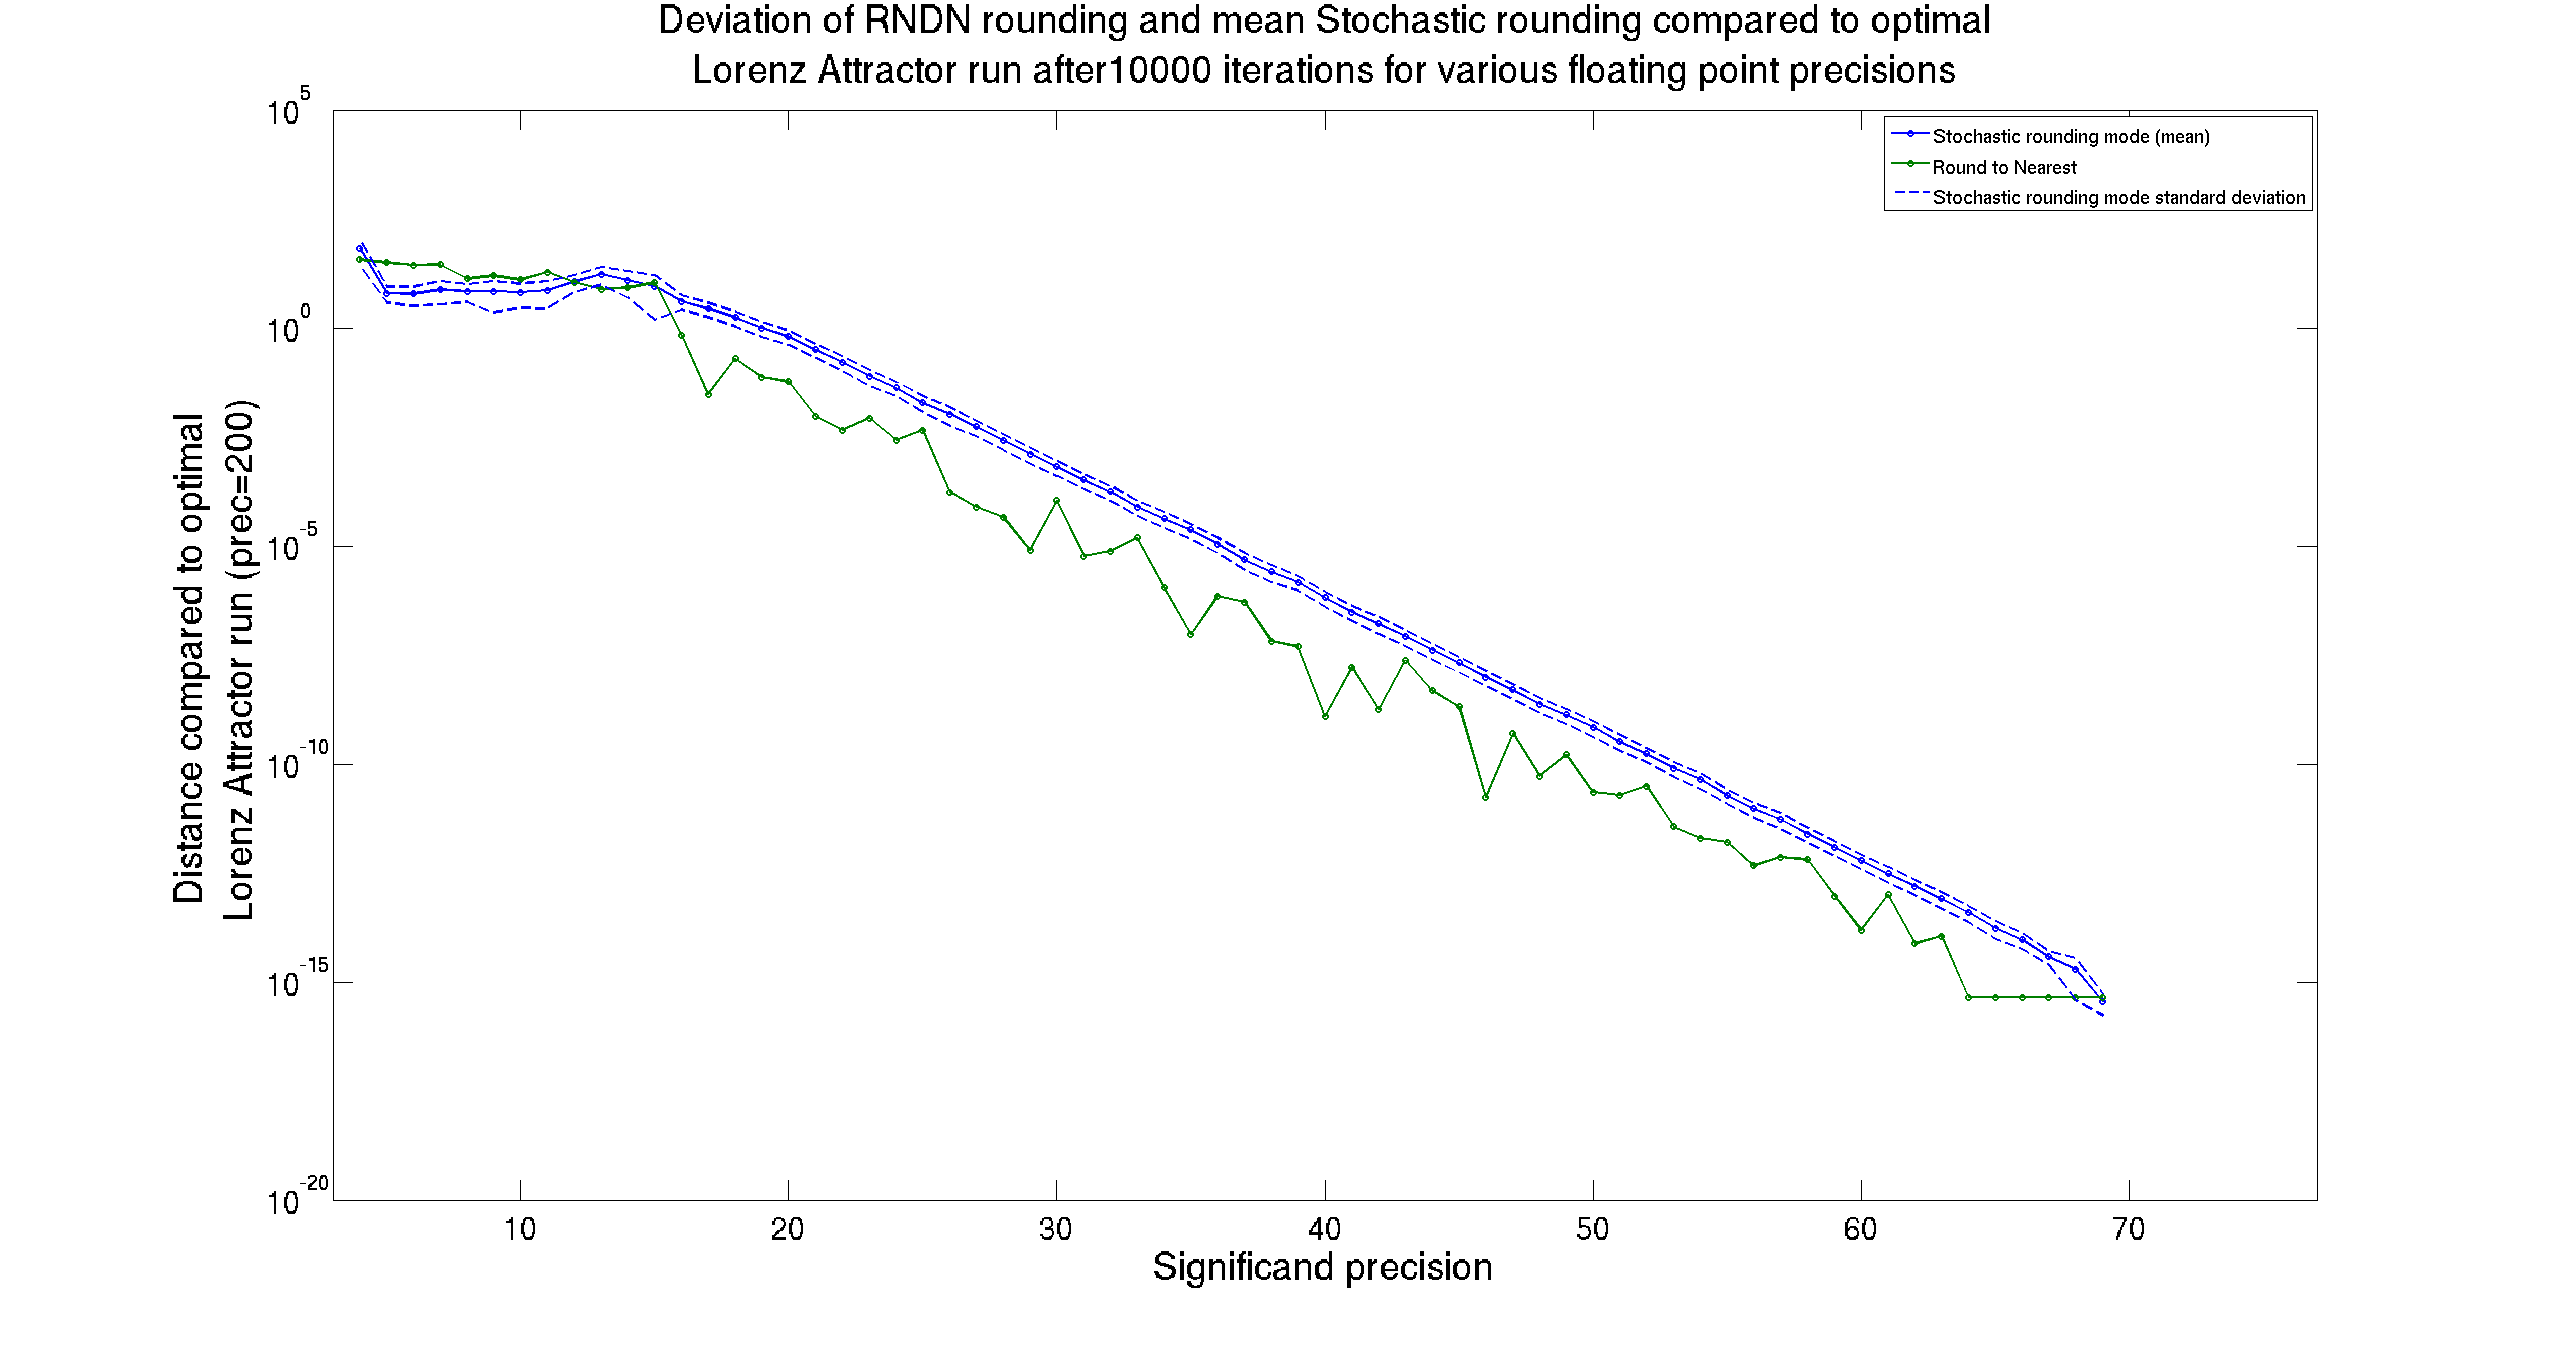 Deviation of RNDN rounding and mean Stochastic rounding compared to optimal
Lorenz Attractor run after10000 iterations for various floating point precisions
Stochastic rounding mode (mean)
Round to Nearest
Stochastic rounding mode standard deviation
Distance compared to optimal
Lorenz Attractor run (prec=200)
10^5
10^0
10^-5
10^-10
10^-15
10^-20
10 20 30 40 50 60 70
Significand precision